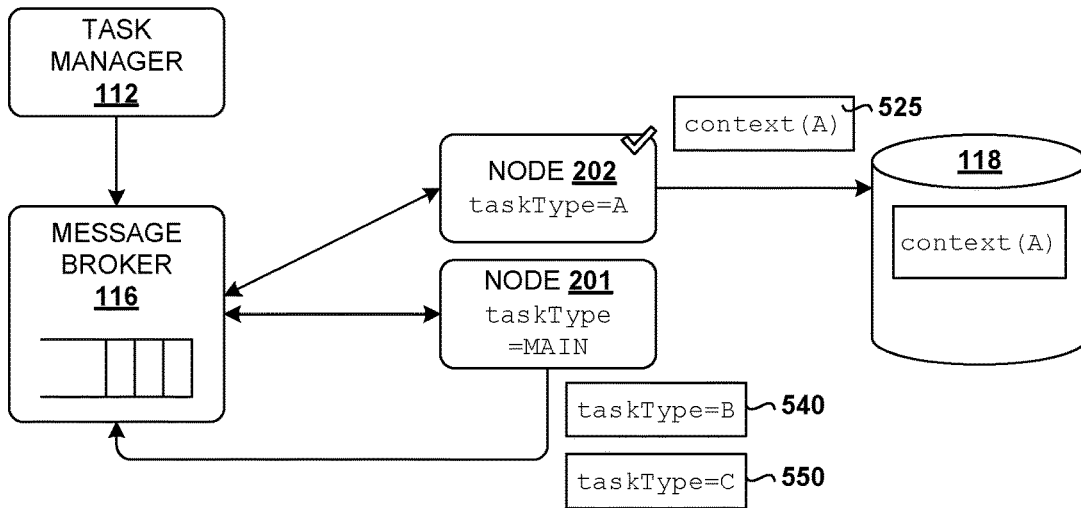 TASK
MANAGER
112
MESSAGE
BROKER
116
NODE 202
taskType=A
NODE 201
taskType
=MAIN
context(A)
525
118
context(A)
taskType=B
540
taskType=C
550